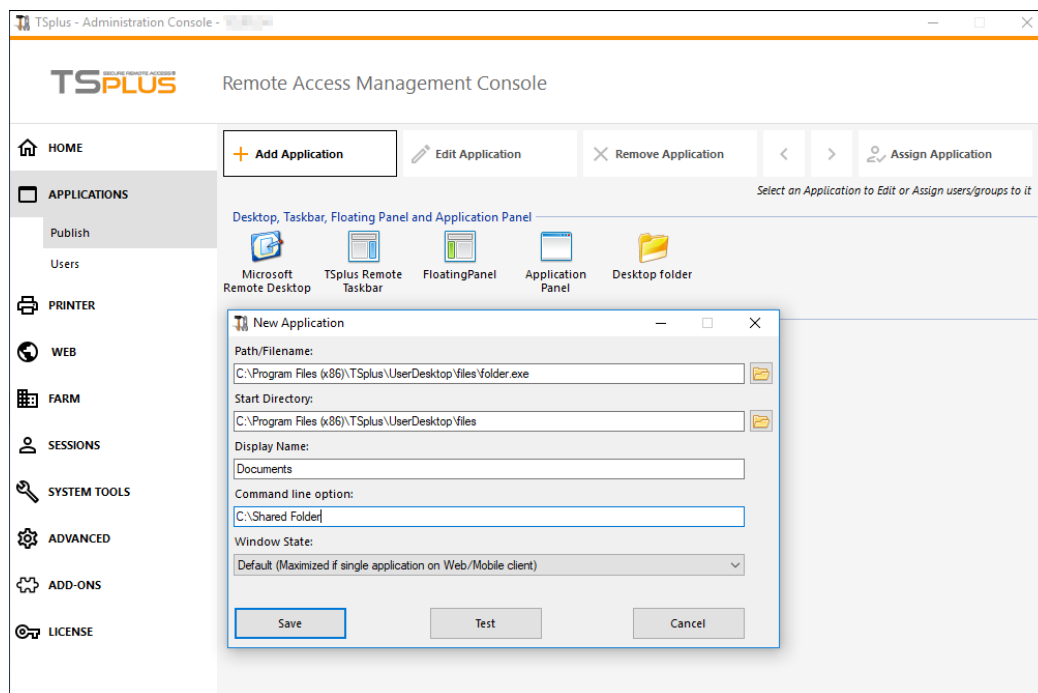 TSplus - Administration Console -
SECURE REMOTE ACCESS®
TSPLUS
Remote Access Management Console
HOME
APPLICATIONS
Publish
Users
PRINTER
WEB
FARM
SESSIONS
SYSTEM TOOLS
ADVANCED
ADD-ONS
LICENSE
Add Application
Edit Application
Remove Application
Assign Application
Select an Application to Edit or Assign users/groups to it
Desktop, Taskbar, Floating Panel and Application Panel
Microsoft
Remote Desktop
TSplus Remote
Taskbar
FloatingPanel
Application
Panel
Desktop folder
New Application
Path/Filename:
C:\Program Files (x86)\TSplus\UserDesktop\files\folder.exe
Start Directory:
C:\Program Files (x86)\TSplus\UserDesktop\files
Display Name:
Documents
Command line option:
C:\Shared Folder
Window State:
Default (Maximized if single application on Web/Mobile client)
Save
Test
Cancel